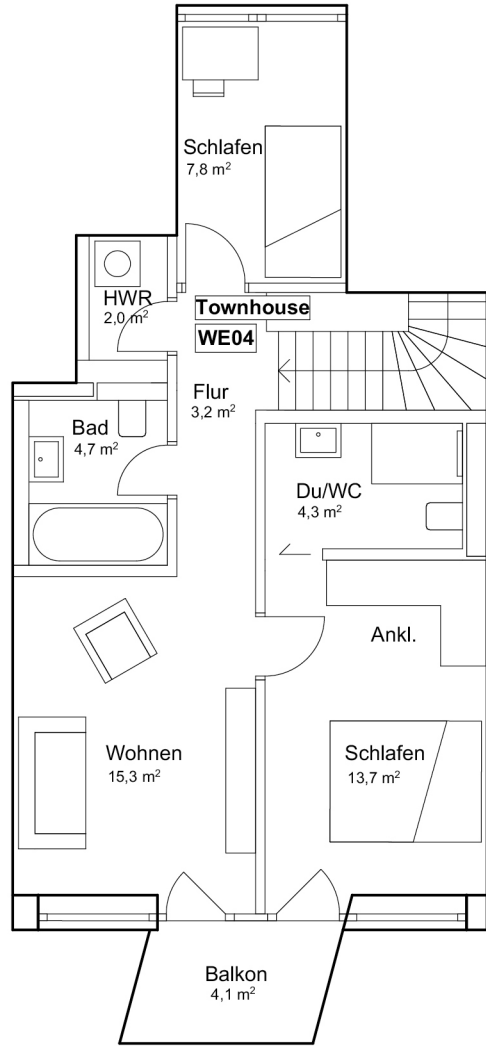 Schlafen
7,8 m²
HWR
2,0 m²
Townhouse
WE04
Flur
3,2 m²
Bad
4,7 m²
Du/WC
4,3 m²
Ankl.
Wohnen
15,3 m²
Schlafen
13,7 m²
Balkon
4,1 m²